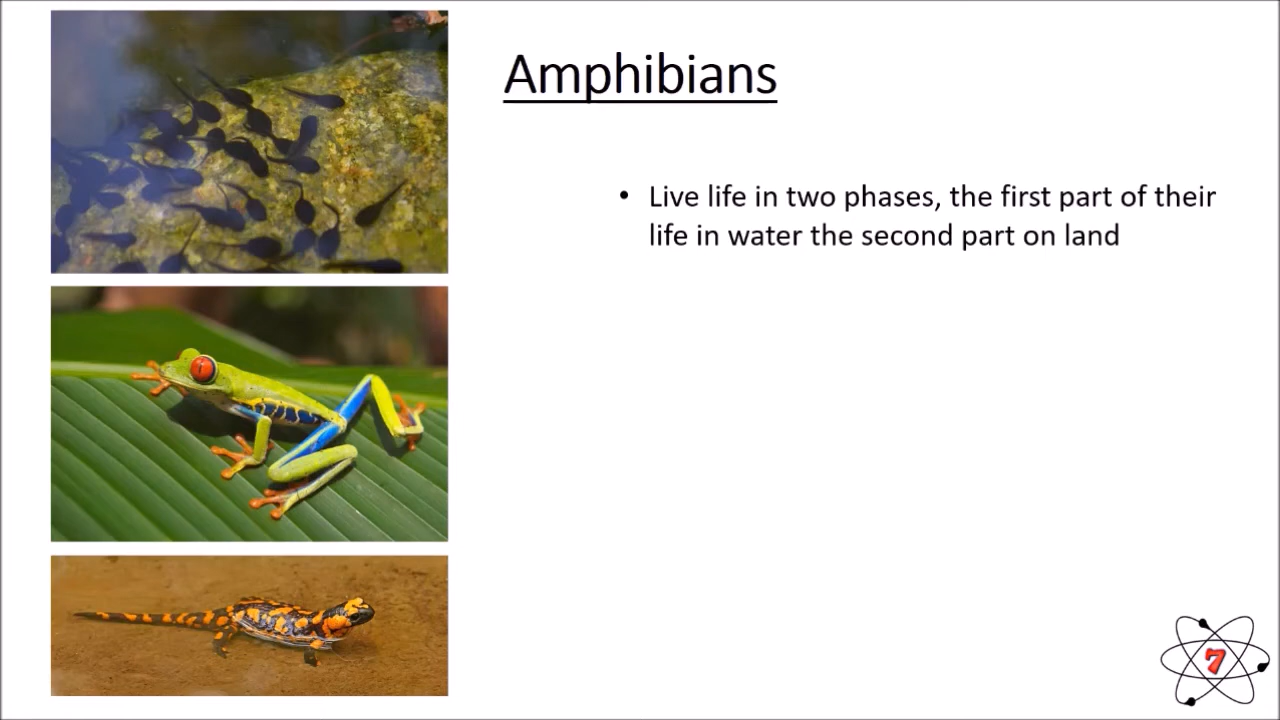 Amphibians
• Live life in two phases, the first part of their
life in water the second part on land
7